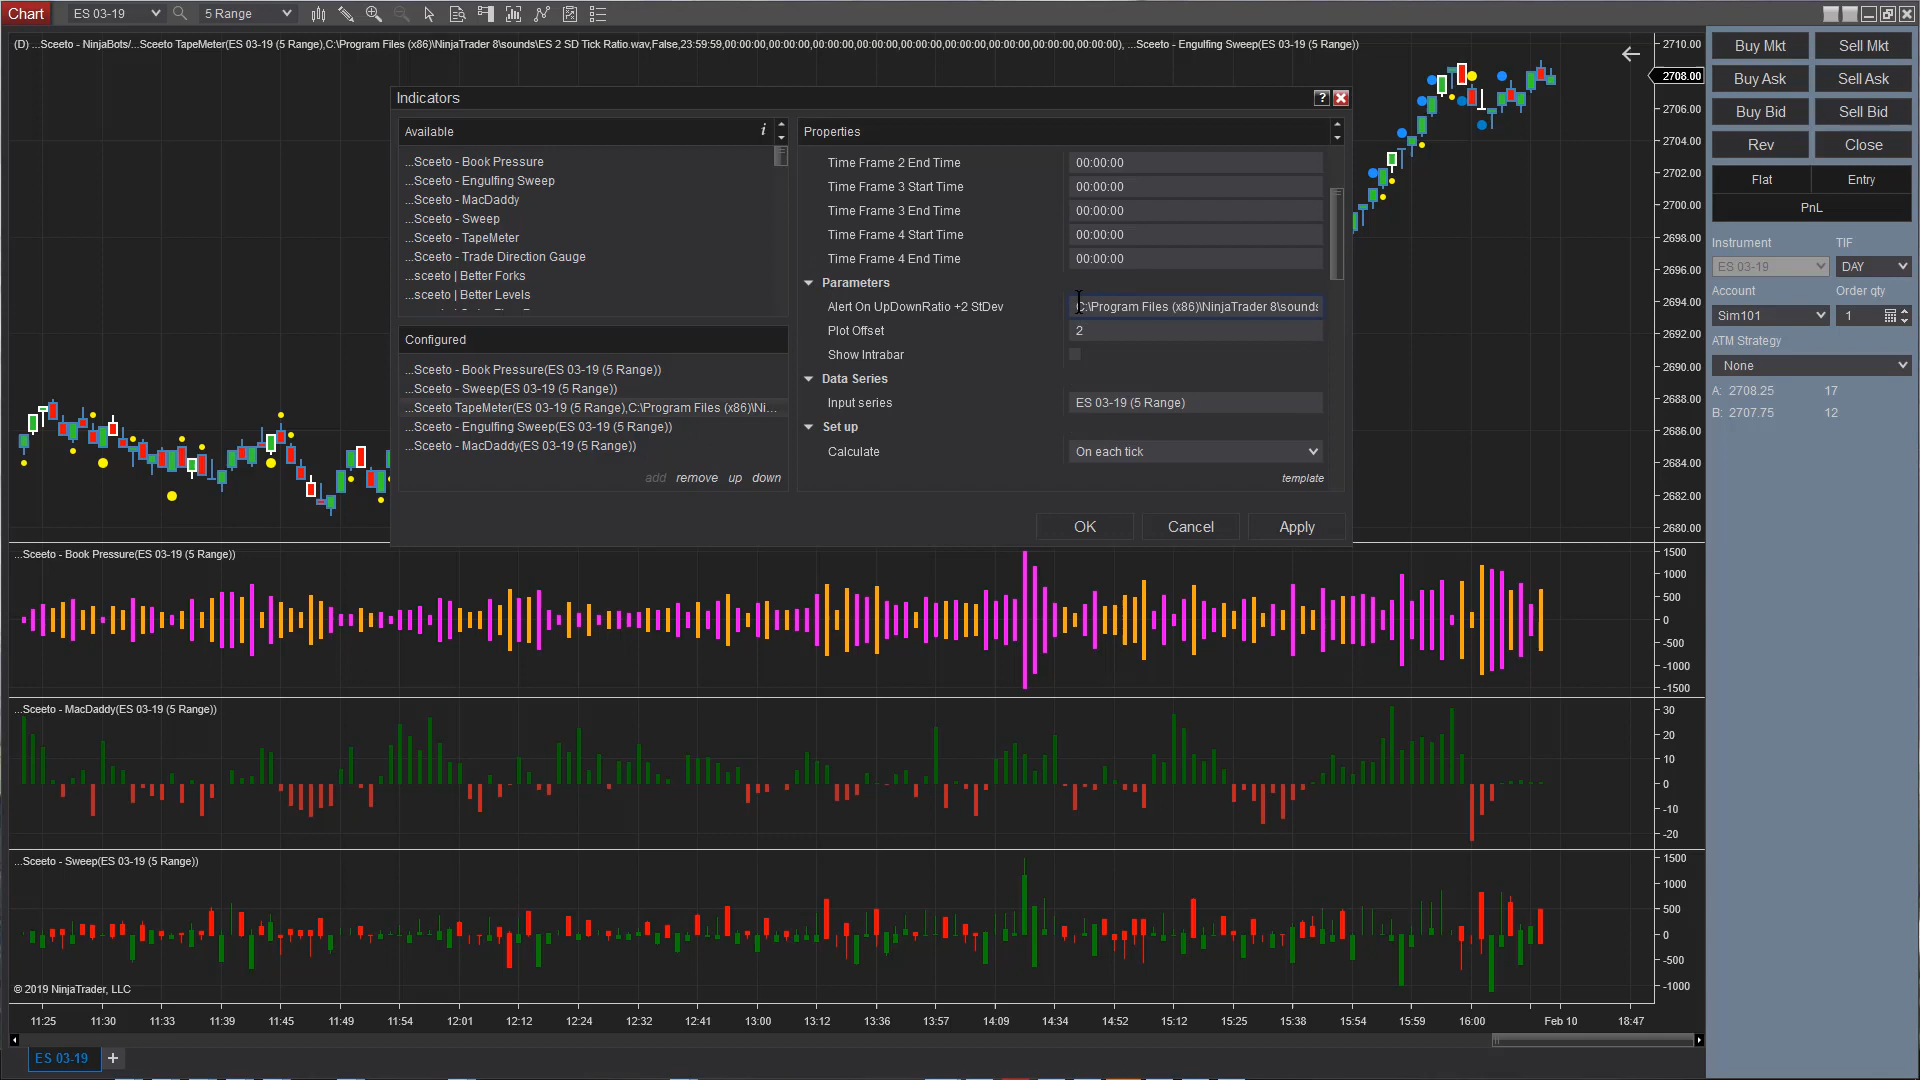 Chart ES 03-19 5 Range
(D) ...Sceeto - NinjaBots/...Sceeto TapeMeter(ES 03-19 (5 Range),C:\Program Files (x86)\NinjaTrader 8\sounds\ES 2 SD Tick Ratio.wav,False,23:59:59,00:00:00,00:00:00,00:00:00,00:00:00,00:00:00,00:00:00,00:00:00), ...Sceeto - Engulfing Sweep(ES 03-19 (5 Range))
Indicators
?
Available
i
...Sceeto - Book Pressure
...Sceeto - Engulfing Sweep
...Sceeto - MacDaddy
...Sceeto - Sweep
...Sceeto - TapeMeter
...Sceeto - Trade Direction Gauge
...sceeto | Better Forks
...sceeto | Better Levels
Configured
...Sceeto - Book Pressure(ES 03-19 (5 Range))
...Sceeto - Sweep(ES 03-19 (5 Range))
...Sceeto TapeMeter(ES 03-19 (5 Range),C:\Program Files (x86)\Ni...
...Sceeto - Engulfing Sweep(ES 03-19 (5 Range))
...Sceeto - MacDaddy(ES 03-19 (5 Range))
add remove up down
Properties
Time Frame 2 End Time 00:00:00
Time Frame 3 Start Time 00:00:00
Time Frame 3 End Time 00:00:00
Time Frame 4 Start Time 00:00:00
Time Frame 4 End Time 00:00:00
Parameters
Alert On UpDownRatio +2 StDev C:\Program Files (x86)\NinjaTrader 8\sounds
Plot Offset 2
Show Intrabar
Data Series
Input series ES 03-19 (5 Range)
Set up
Calculate On each tick
template
OK Cancel Apply
2710.00
2708.00
2706.00
2704.00
2702.00
2700.00
2698.00
2696.00
2694.00
2692.00
2690.00
2688.00
2686.00
2684.00
2682.00
2680.00
Buy Mkt Sell Mkt
Buy Ask Sell Ask
Buy Bid Sell Bid
Rev Close
Flat Entry
PnL
Instrument TIF
ES 03-19 DAY
Account Order qty
Sim101 1
ATM Strategy
None
A: 2708.25 17
B: 2707.75 12
...Sceeto - Book Pressure(ES 03-19 (5 Range))
1500
1000
500
0
-500
-1000
-1500
...Sceeto - MacDaddy(ES 03-19 (5 Range))
30
20
10
0
-10
-20
...Sceeto - Sweep(ES 03-19 (5 Range))
1500
1000
500
0
-500
-1000
© 2019 NinjaTrader, LLC
11:25 11:30 11:33 11:39 11:45 11:49 11:54 12:01 12:12 12:24 12:32 12:41 13:00 13:12 13:36 13:57 14:09 14:34 14:52 15:12 15:25 15:38 15:54 15:59 16:00 Feb 10 18:47
ES 03-19 +